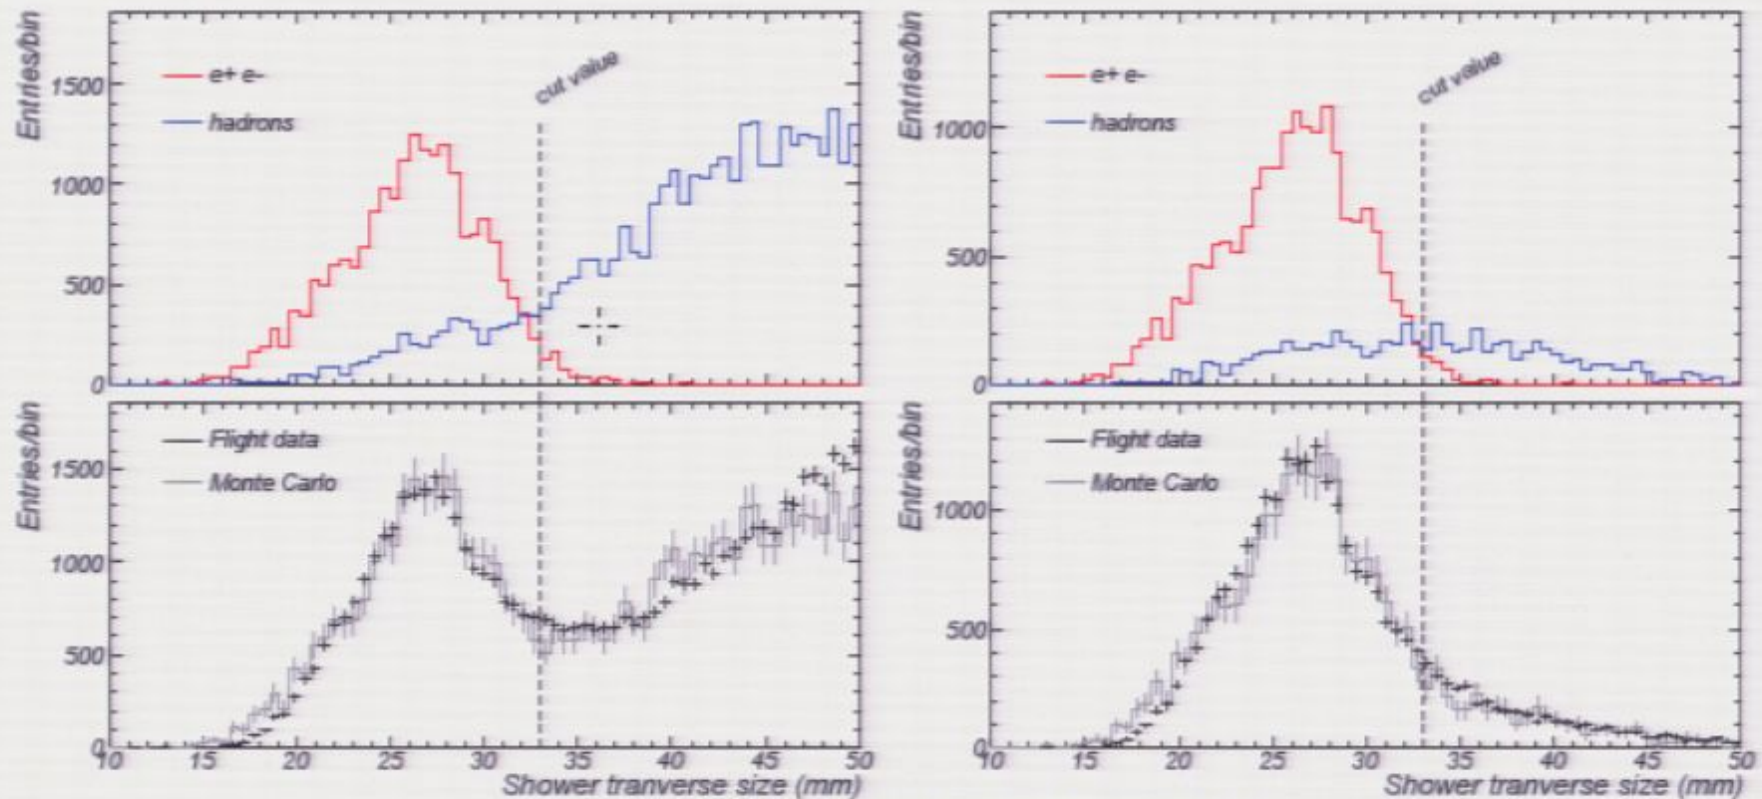 Entries/bin
1500
1000
500
0
e+ e-
hadrons
cut value
Entries/bin
1000
500
0
e+ e-
hadrons
cut value
Entries/bin
1500
1000
500
0
Flight data
Monte Carlo
10 15 20 25 30 35 40 45 50
Shower tranverse size (mm)
Entries/bin
1000
500
0
Flight data
Monte Carlo
10 15 20 25 30 35 40 45 50
Shower tranverse size (mm)